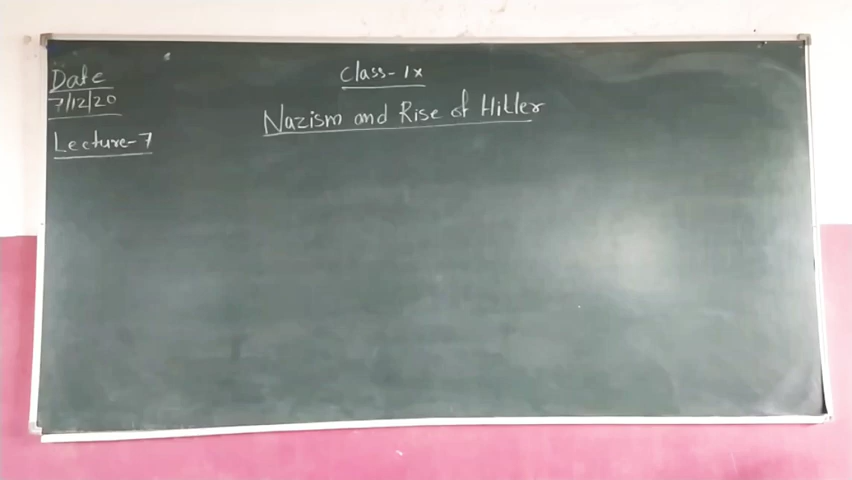 Date
7/12/20
Lecture-7
Class-IX
Nazism and Rise of Hitler